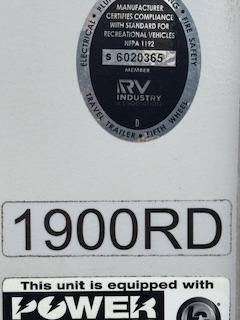 ELECTRICAL • PLUMBING • FIRE SAFETY
MANUFACTURER
CERTIFIES COMPLIANCE
WITH STANDARD FOR
RECREATIONAL VEHICLES
NFPA 1192
S 6020365
MEMBER
RV
INDUSTRY
ASSOCIATION
D
TRAVEL TRAILER • FIFTH WHEEL
1900RD
This unit is equipped with
POWER